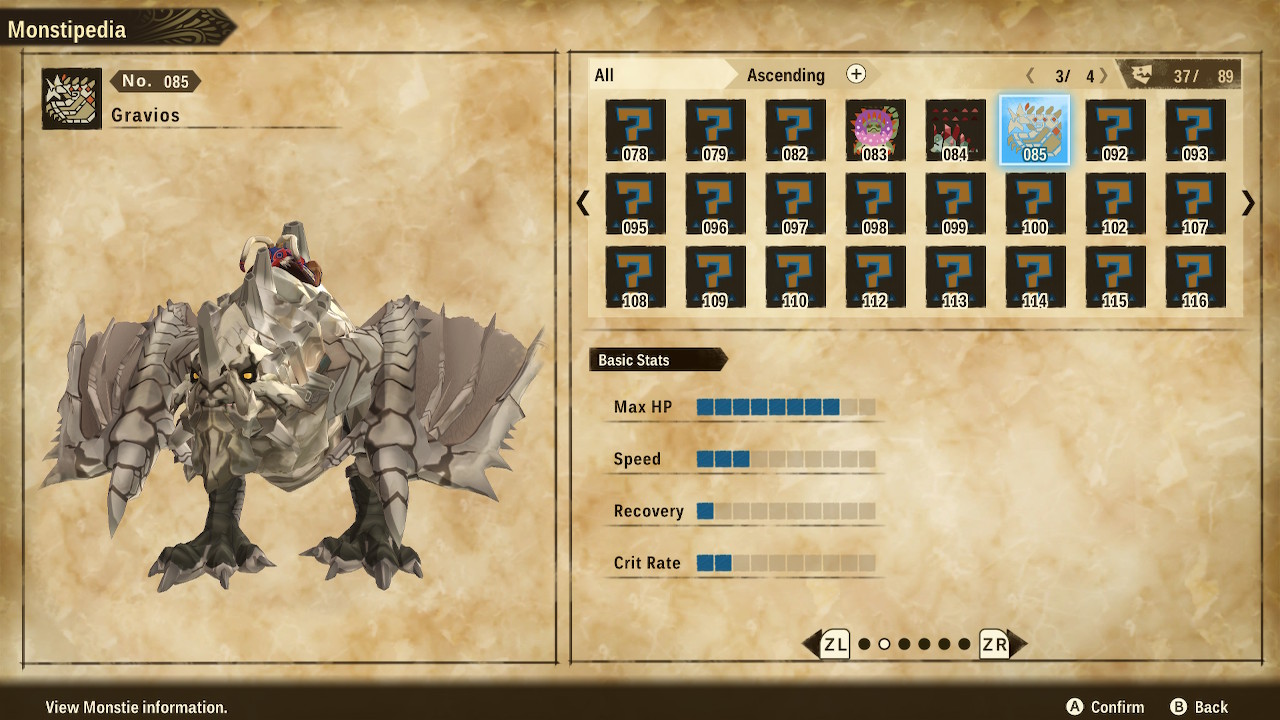 Monstipedia
No. 085
Gravios
All
Ascending
3/ 4
37/ 89
078 079 082 083 084 085 092 093
095 096 097 098 099 100 102 107
108 109 110 112 113 114 115 116
Basic Stats
Max HP
Speed
Recovery
Crit Rate
ZL ZR
View Monstie information.
A Confirm B Back